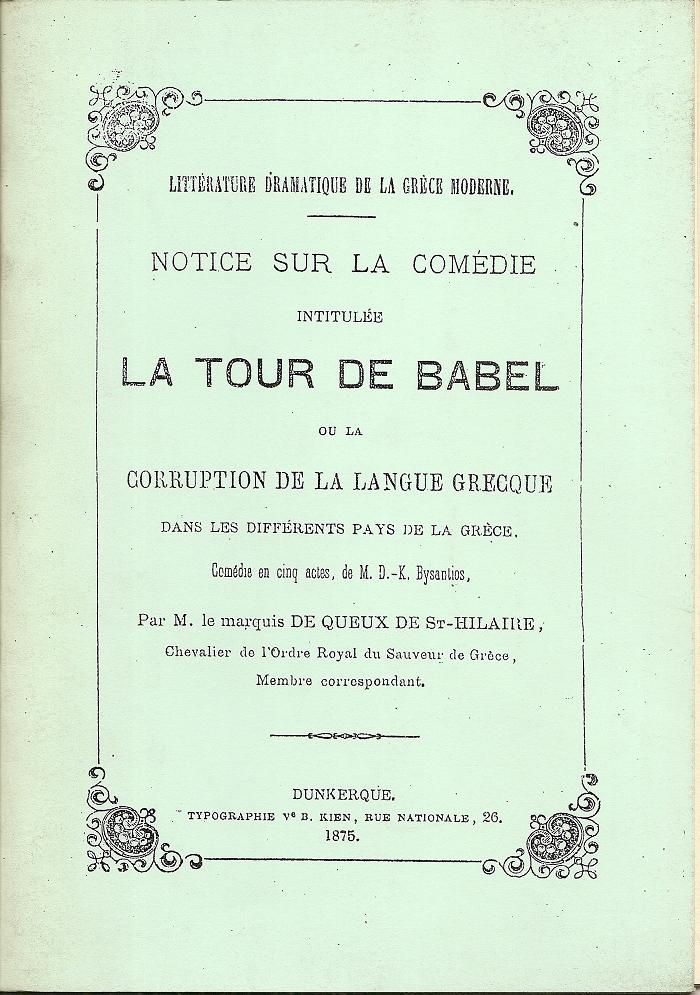 LITTÉRATURE DRAMATIQUE DE LA GRÈCE MODERNE.
NOTICE SUR LA COMÉDIE
INTITULÉE
LA TOUR DE BABEL
OU LA
CORRUPTION DE LA LANGUE GRECQUE
DANS LES DIFFÉRENTS PAYS DE LA GRÈCE.
Comédie en cinq actes, de M. D.-K. Bysantios,
Par M. le marquis DE QUEUX DE ST-HILAIRE,
Chevalier de l'Ordre Royal du Sauveur de Grèce,
Membre correspondant.
DUNKERQUE.
TYPOGRAPHIE Ve B. KIEN, RUE NATIONALE, 26.
1875.